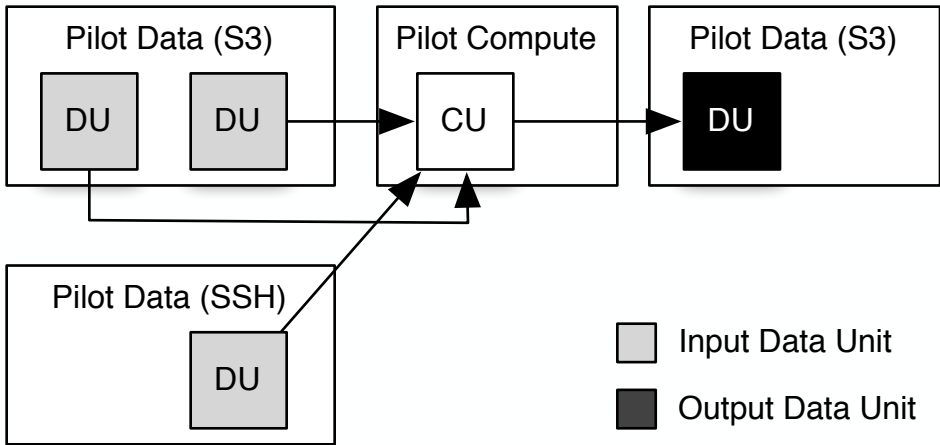 Pilot Data (S3)
DU
DU
Pilot Compute
CU
Pilot Data (S3)
DU
Pilot Data (SSH)
DU
Input Data Unit
Output Data Unit